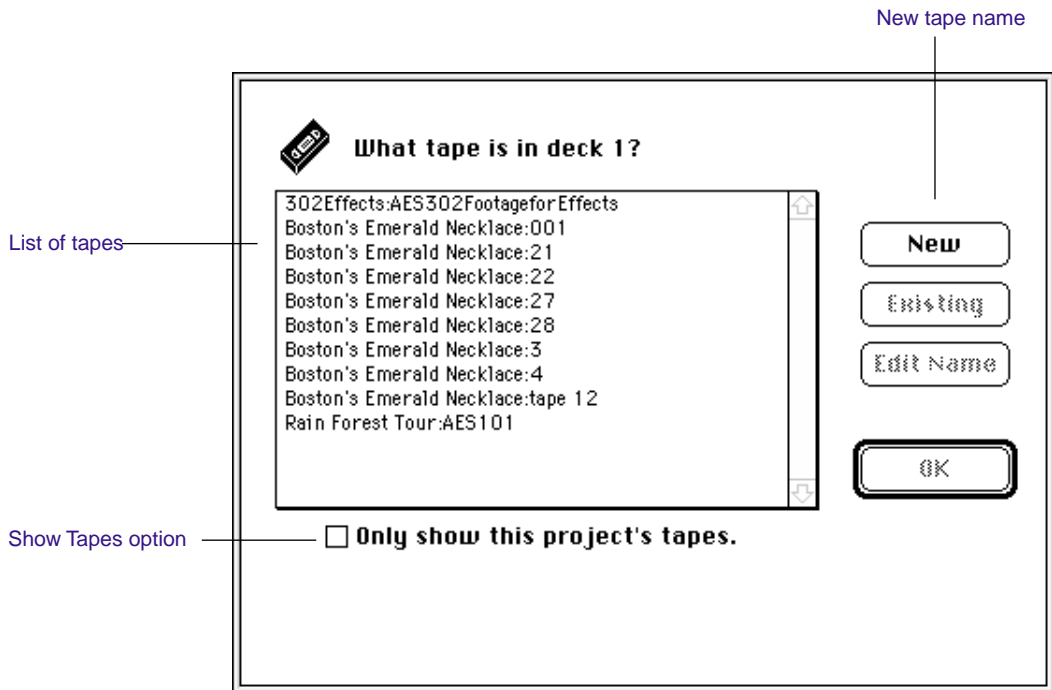 New tape name
What tape is in deck 1?
302Effects:AES302FootageforEffects
Boston's Emerald Necklace:001
Boston's Emerald Necklace:21
Boston's Emerald Necklace:22
Boston's Emerald Necklace:27
Boston's Emerald Necklace:28
Boston's Emerald Necklace:3
Boston's Emerald Necklace:4
Boston's Emerald Necklace:tape 12
Rain Forest Tour:AES101
List of tapes
New
Existing
Edit Name
OK
Show Tapes option
Only show this project's tapes.